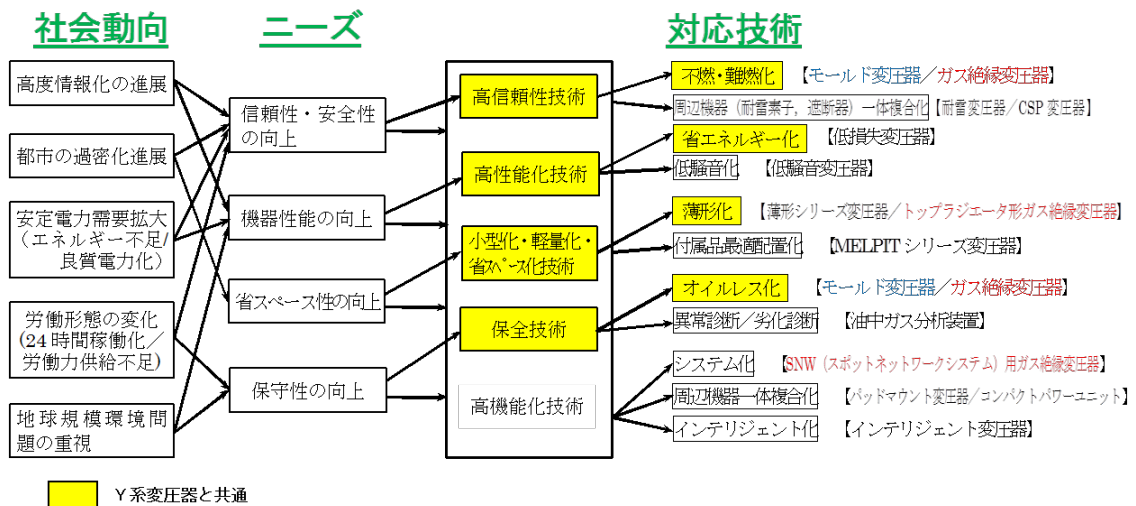 社会動向
ニーズ
対応技術
高度情報化の進展
都市の過密化進展
安定電力需要拡大
(エネルギー不足/
良質電力化)
労働形態の変化
(24時間稼働化／
労働力供給不足)
地球規模環境問
題の重視
信頼性・安全性
の向上
機器性能の向上
省スペース性の向上
保守性の向上
高信頼性技術
高性能化技術
小型化・軽量化・
省ｽﾍﾟｰｽ化技術
保全技術
高機能化技術
不燃・難燃化 【モールド変圧器／ガス絶縁変圧器】
周辺機器（耐雷素子，遮断器）一体複合化【耐雷変圧器／CSP変圧器】
省エネルギー化 【低損失変圧器】
低騒音化 【低騒音変圧器】
薄形化 【薄形シリーズ変圧器／トップラジエータ形ガス絶縁変圧器】
付属品最適配置化 【MELPITシリーズ変圧器】
オイルレス化 【モールド変圧器／ガス絶縁変圧器】
異常診断／劣化診断 【油中ガス分析装置】
システム化 【SNW（スポットネットワークシステム）用ガス絶縁変圧器】
周辺機器一体複合化 【パッドマウント変圧器／コンパクトパワーユニット】
インテリジェント化 【インテリジェント変圧器】
Ｙ系変圧器と共通